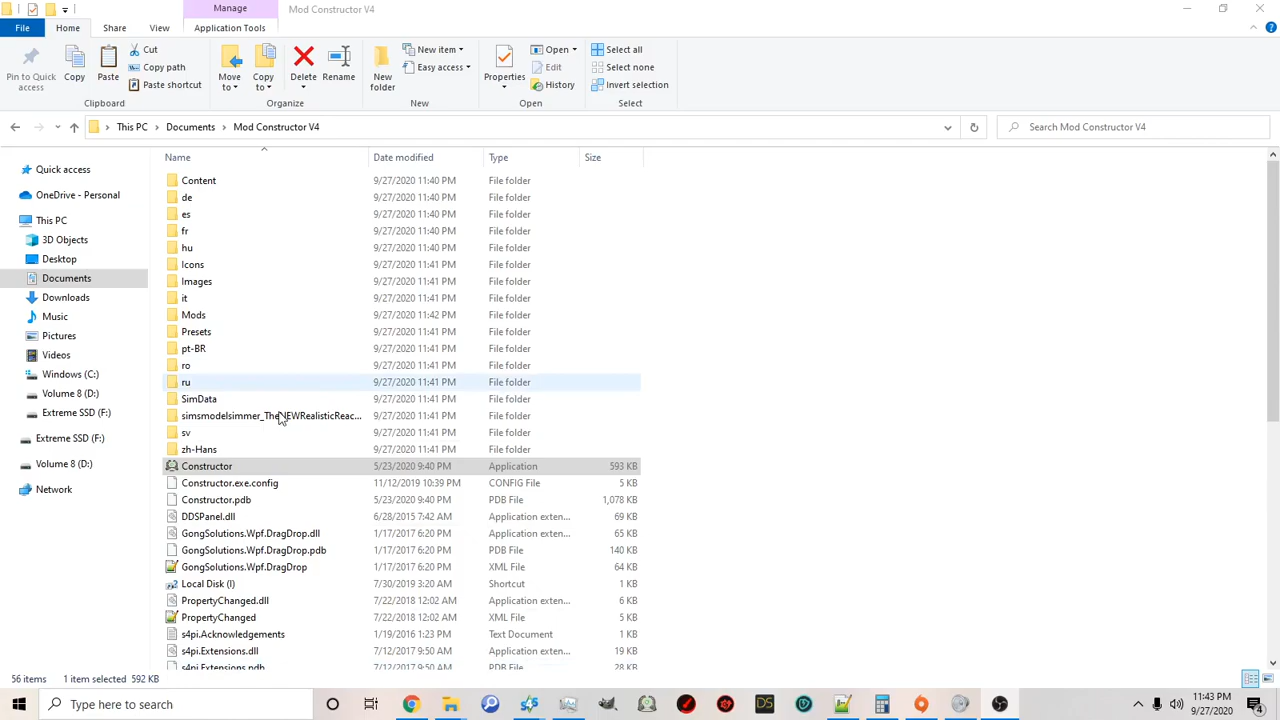 Manage
Mod Constructor V4
File
Home
Share
View
Application Tools
Pin to Quick access
Copy
Paste
Cut
Copy path
Paste shortcut
Clipboard
Move to
Copy to
Delete
Rename
Organize
New folder
New item
Easy access
New
Properties
Open
Edit
History
Open
Select all
Select none
Invert selection
Select
This PC > Documents > Mod Constructor V4
Search Mod Constructor V4
Quick access
OneDrive - Personal
This PC
3D Objects
Desktop
Documents
Downloads
Music
Pictures
Videos
Windows (C:)
Volume 8 (D:)
Extreme SSD (F:)
Extreme SSD (F:)
Volume 8 (D:)
Network
Name Date modified Type Size
Content 9/27/2020 11:40 PM File folder
de 9/27/2020 11:40 PM File folder
es 9/27/2020 11:40 PM File folder
fr 9/27/2020 11:40 PM File folder
hu 9/27/2020 11:40 PM File folder
Icons 9/27/2020 11:41 PM File folder
Images 9/27/2020 11:41 PM File folder
it 9/27/2020 11:41 PM File folder
Mods 9/27/2020 11:42 PM File folder
Presets 9/27/2020 11:41 PM File folder
pt-BR 9/27/2020 11:41 PM File folder
ro 9/27/2020 11:41 PM File folder
ru 9/27/2020 11:41 PM File folder
SimData 9/27/2020 11:41 PM File folder
simsmodelsimmer_TheNEWRealisticReac... 9/27/2020 11:41 PM File folder
sv 9/27/2020 11:41 PM File folder
zh-Hans 9/27/2020 11:41 PM File folder
Constructor 5/23/2020 9:40 PM Application 593 KB
Constructor.exe.config 11/12/2019 10:39 PM CONFIG File 5 KB
Constructor.pdb 5/23/2020 9:40 PM PDB File 1,078 KB
DDSPanel.dll 6/28/2015 7:42 AM Application exten... 69 KB
GongSolutions.Wpf.DragDrop.dll 1/17/2017 6:20 PM Application exten... 65 KB
GongSolutions.Wpf.DragDrop.pdb 1/17/2017 6:20 PM PDB File 140 KB
GongSolutions.Wpf.DragDrop 1/17/2017 6:20 PM XML File 64 KB
Local Disk (I) 7/30/2019 3:20 AM Shortcut 1 KB
PropertyChanged.dll 7/22/2018 12:02 AM Application exten... 6 KB
PropertyChanged 7/22/2018 12:02 AM XML File 5 KB
s4pi.Acknowledgements 1/19/2016 1:23 PM Text Document 1 KB
s4pi.Extensions.dll 7/12/2017 9:50 AM Application exten... 19 KB
s4pi.Extensions.pdb 7/12/2017 9:50 AM PDB File 28 KB
56 items 1 item selected 592 KB
Type here to search
DS
11:43 PM
9/27/2020
4